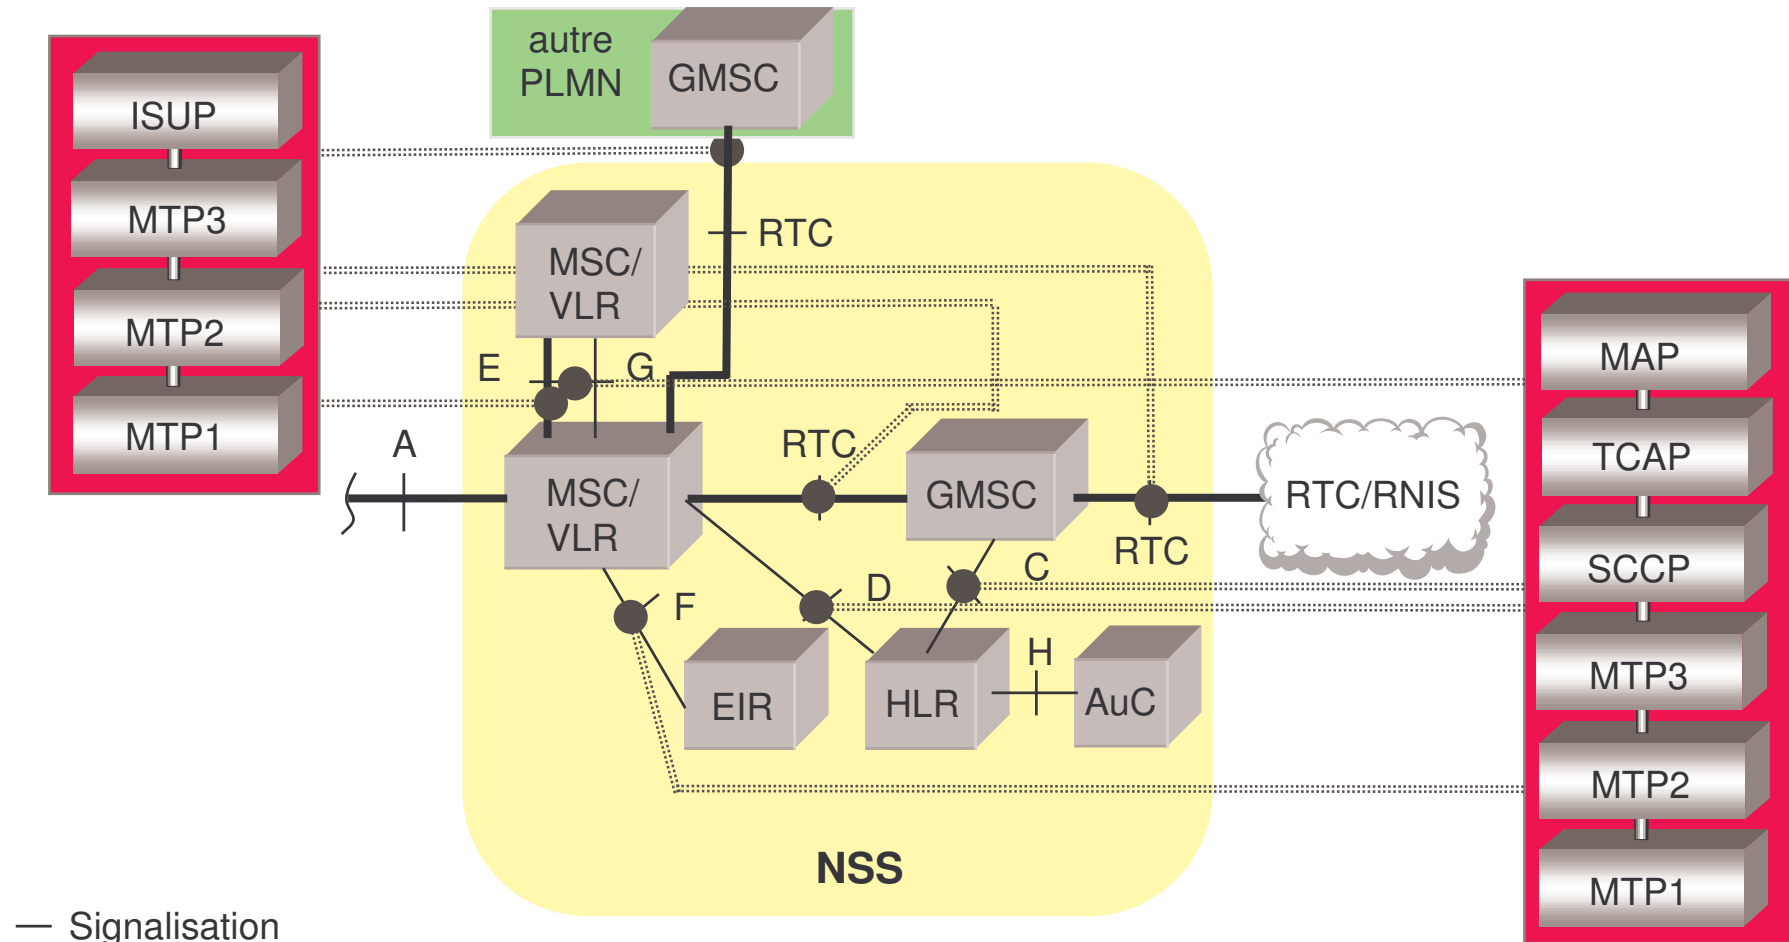 autre
PLMN
GMSC
ISUP
MTP3
MTP2
MTP1
RTC
MSC/
VLR
E
G
A
MSC/
VLR
RTC
GMSC
RTC
RTC/RNIS
F
D
C
H
EIR
HLR
AuC
NSS
MAP
TCAP
SCCP
MTP3
MTP2
MTP1
— Signalisation